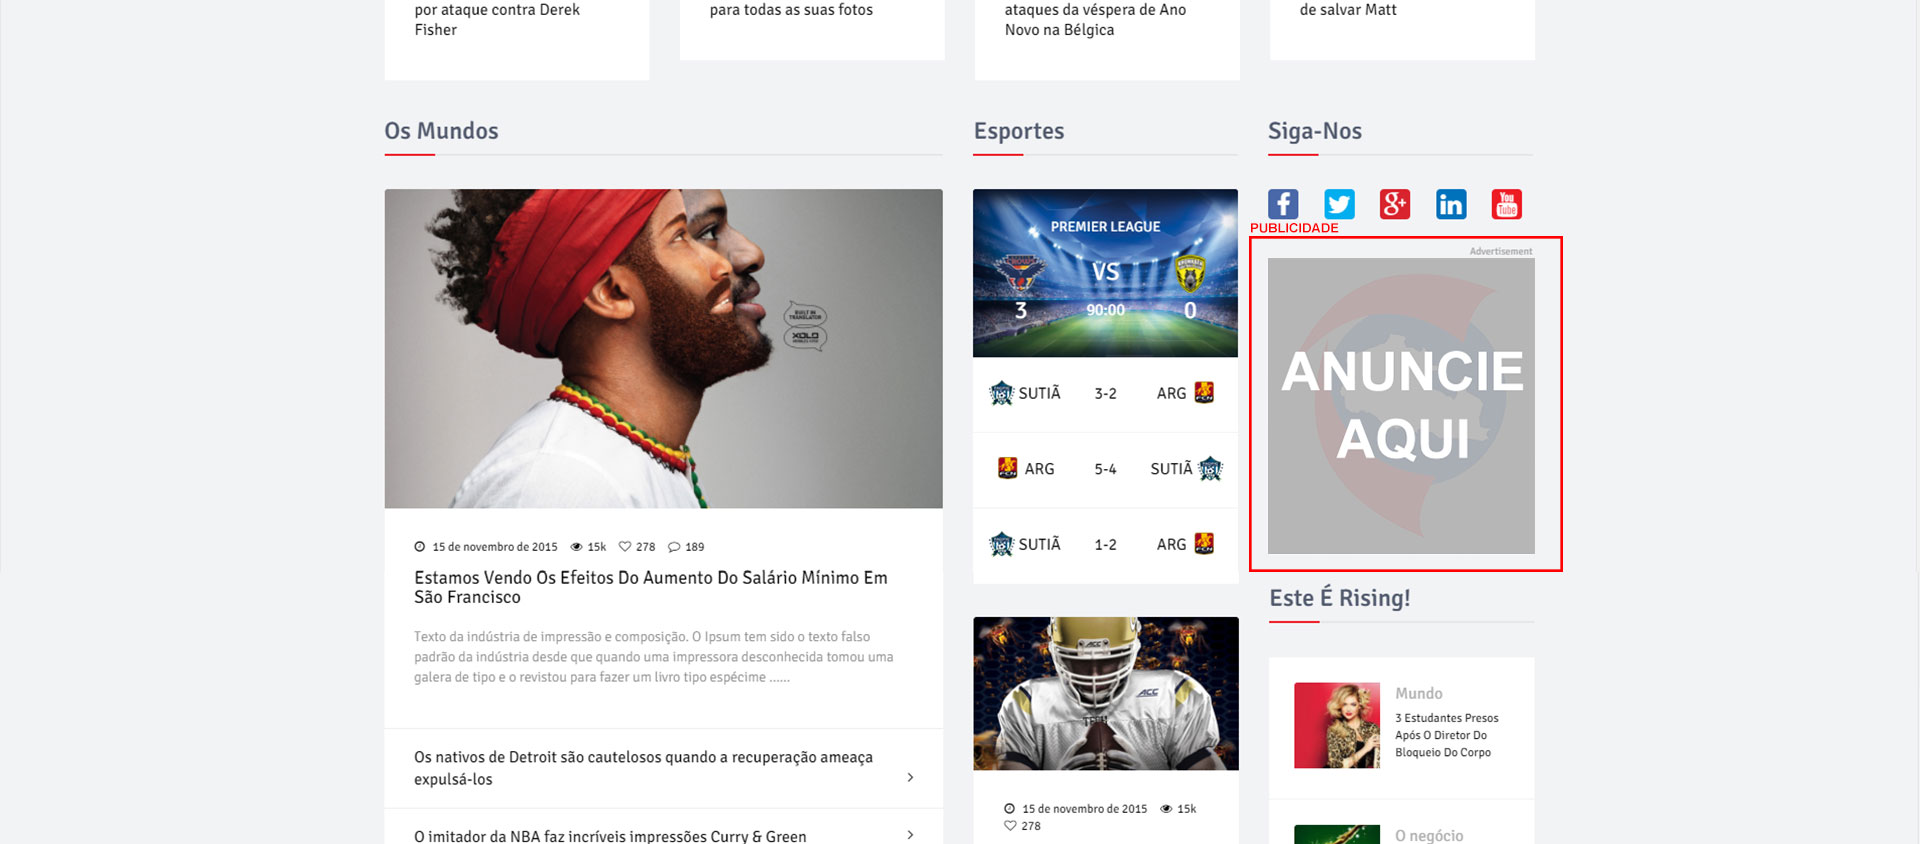 por ataque contra Derek
Fisher
para todas as suas fotos
ataques da véspera de Ano
Novo na Bélgica
de salvar Matt
Os Mundos
Esportes
Siga-Nos
BUILT IN
TRANSLATOR
XOLO
PREMIER LEAGUE
VS
3
90:00
0
SUTIÃ 3-2 ARG
ARG 5-4 SUTIÃ
SUTIÃ 1-2 ARG
You
Tube
PUBLICIDADE
Advertisement
ANUNCIE
AQUI
15 de novembro de 2015 15k 278 189
Estamos Vendo Os Efeitos Do Aumento Do Salário Mínimo Em
São Francisco
Texto da indústria de impressão e composição. O Ipsum tem sido o texto falso
padrão da indústria desde que quando uma impressora desconhecida tomou uma
galera de tipo e o revistou para fazer um livro tipo espécime ......
Os nativos de Detroit são cautelosos quando a recuperação ameaça
expulsá-los
O imitador da NBA faz incríveis impressões Curry & Green
ACC
15 de novembro de 2015 15k
278
Este É Rising!
Mundo
3 Estudantes Presos
Após O Diretor Do
Bloqueio Do Corpo
O negócio